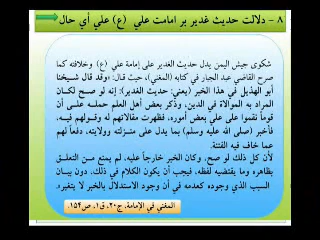 ۸ – دلالت حدیث غدیر بر امامت علي (ع) علي أي حال
شكوى جيش اليمن يدل حديث الغدير على إمامة علي (ع) وخلافته كما
صرح القاضي عبد الجبار في كتابه (المغني)، حيث قال: «وقد قال شيخنا
أبو الهذيل في هذا الخبر (يعني: حديث الغدير): إنه لو صح لكان
المراد به الموالاة في الدين، وذكر بعض أهل العلم حمله على أن
قوماً نقموا على علي بعض أموره، فظهرت مقالاتهم له وقولهم فيه،
فأخبر (صلى الله عليه وسلم) بما يدل على منزلته وولايته، دفعاً لهم
عما خاف فيه الفتنة.
لأن كل ذلك لو صح، وكان الخبر خارجاً عليه، لم يمنع من التعلق
بظاهره وما يقتضيه لفظه، فيجب أن يكون الكلام في ذلك، دون بيان
السبب الذي وجوده كعدمه في أن وجود الاستدلال بالخبر لا يتغير».
المغني في الإمامة، ج٢٠، ق١، ص١٥٤.